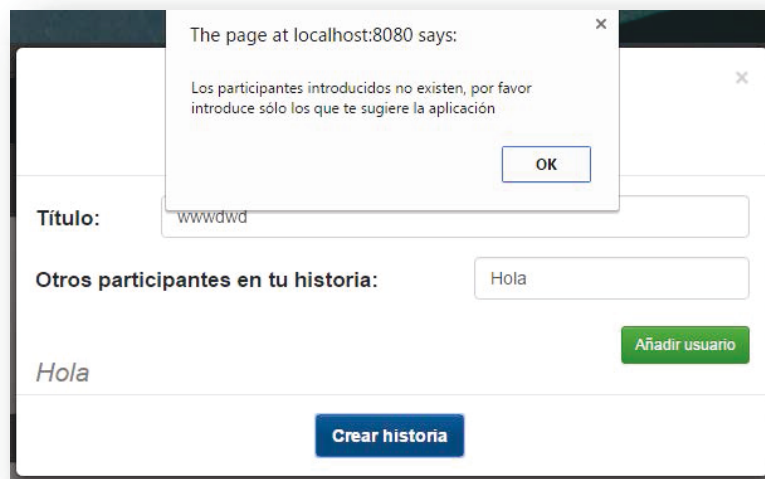 The page at localhost:8080 says:
Los participantes introducidos no existen, por favor
introduce sólo los que te sugiere la aplicación
OK
Título:
wwwdwd
Otros participantes en tu historia:
Hola
Añadir usuario
Hola
Crear historia